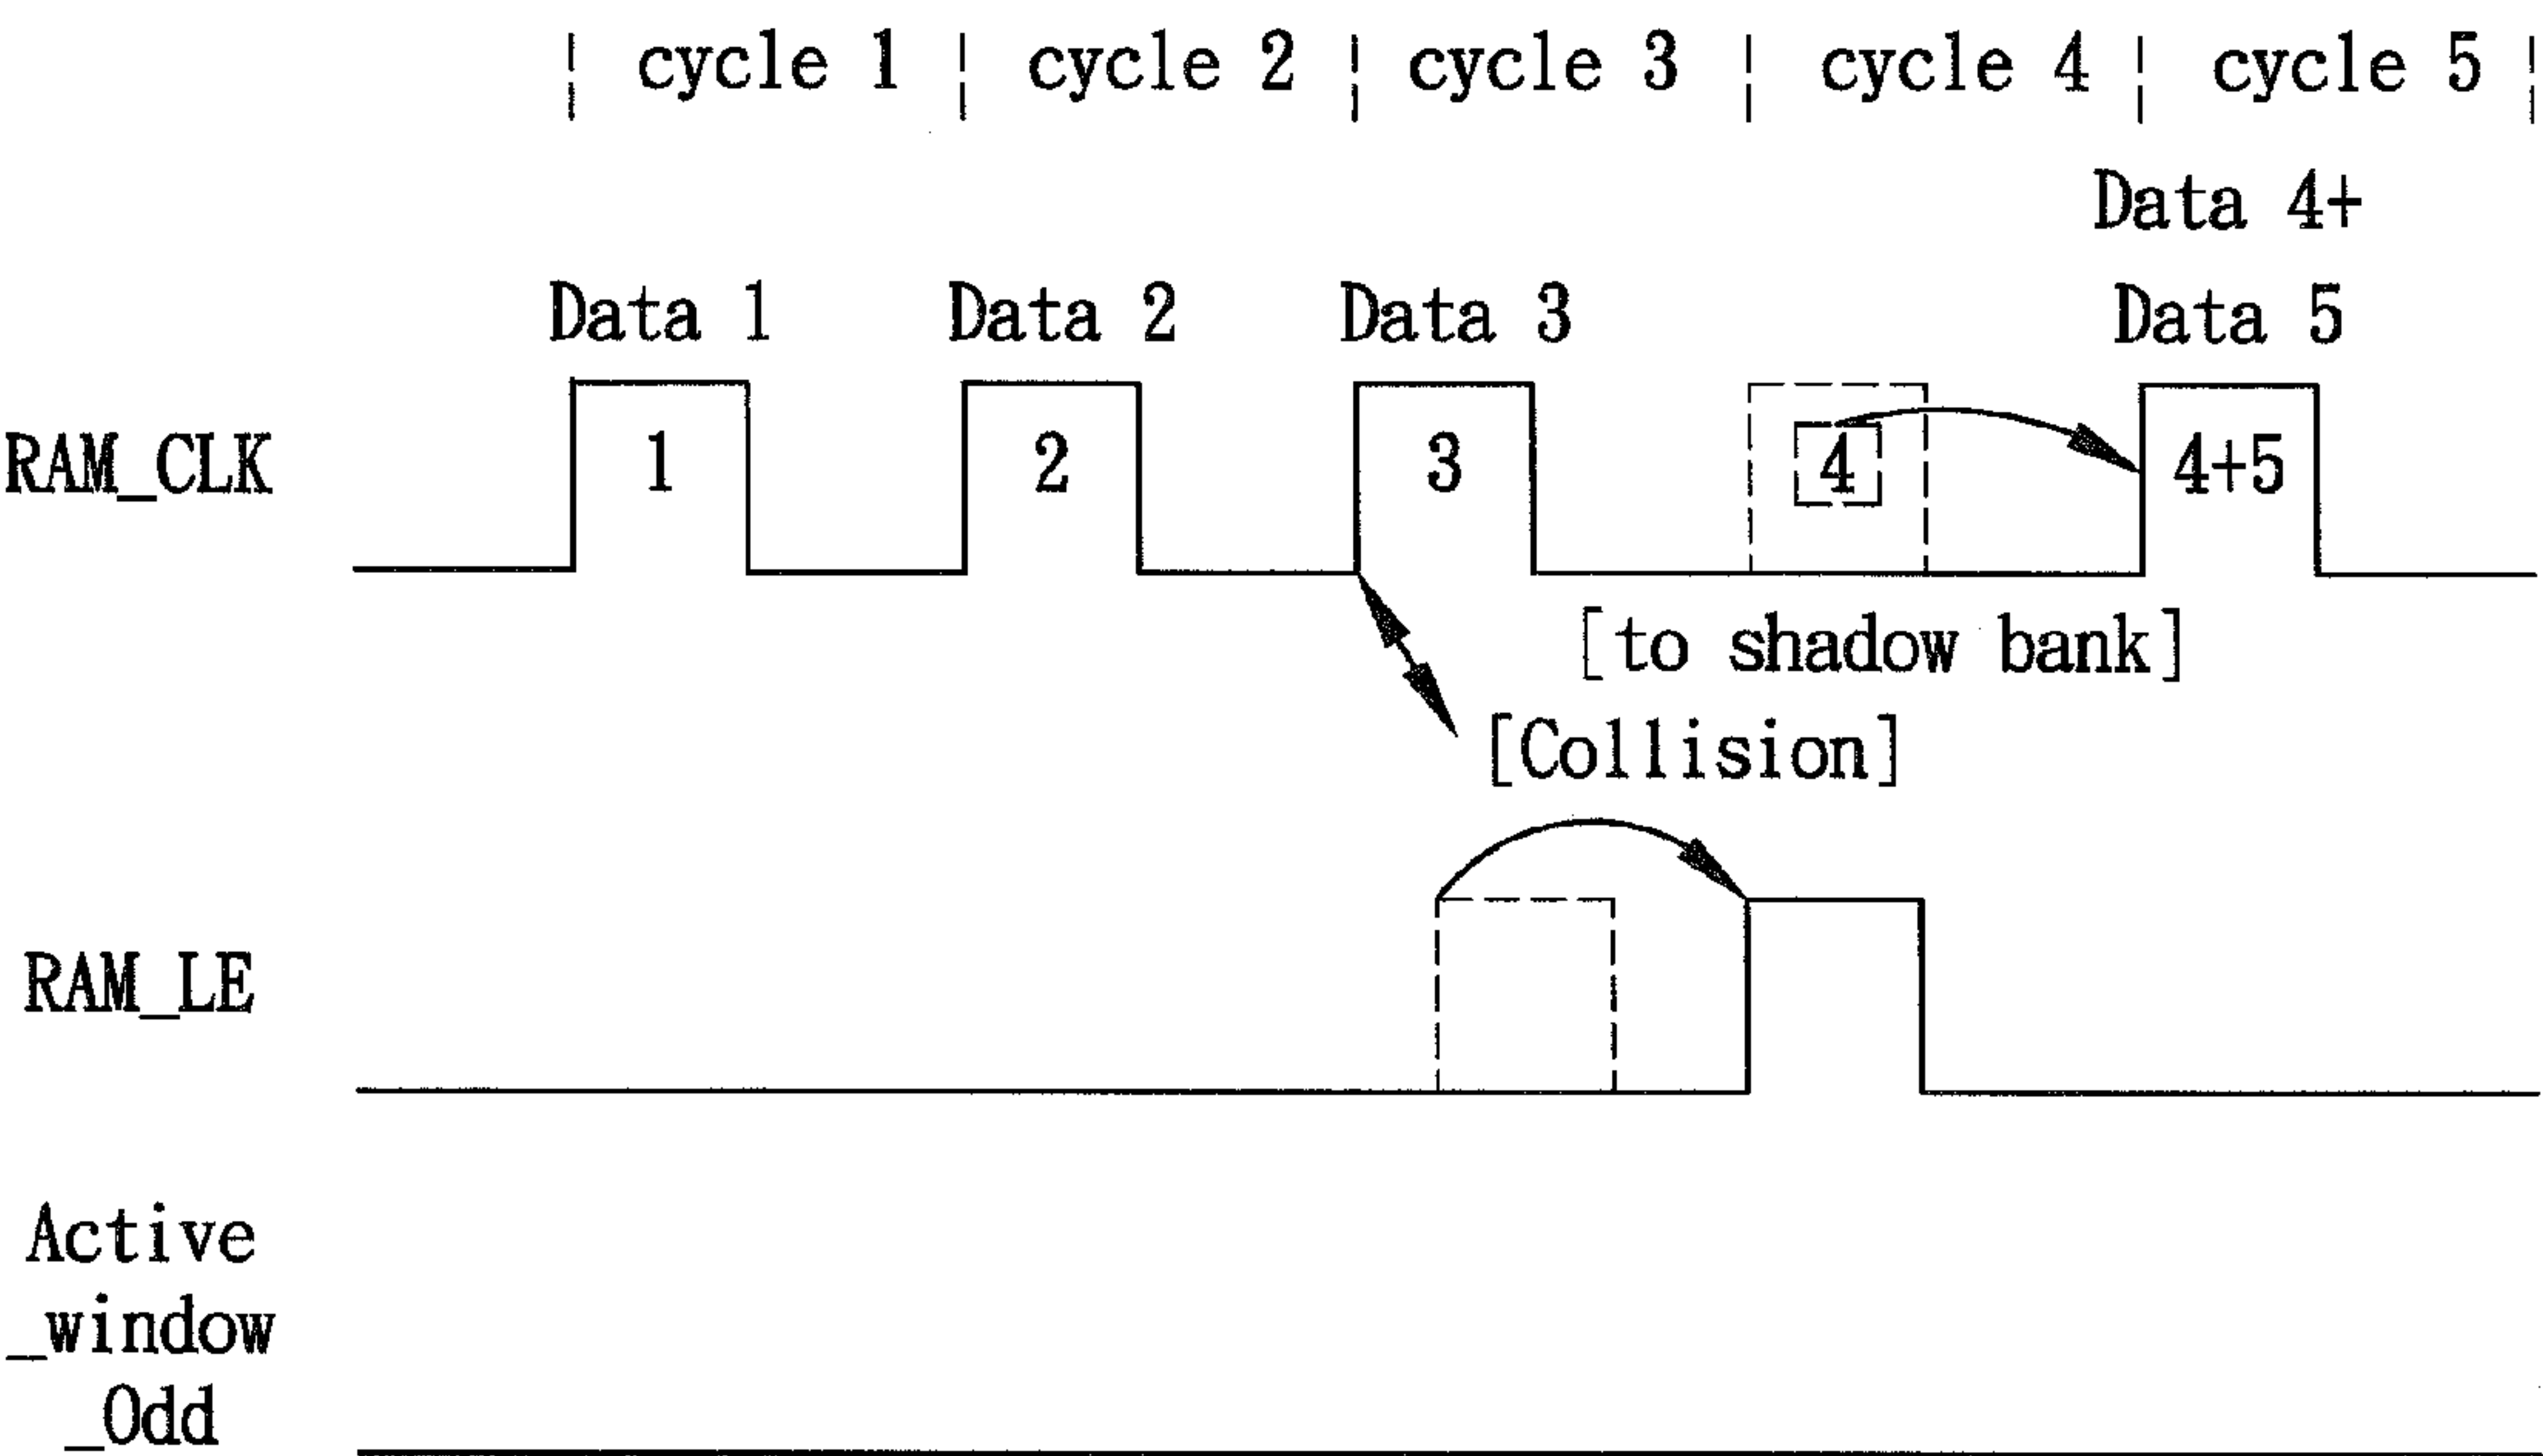 cycle 1 cycle 2 cycle 3 cycle 4 cycle 5
Data 4+
Data 1 Data 2 Data 3 Data 5
RAM_CLK 1 2 3 4 4+5
[to shadow bank]
[Collision]
RAM_LE
Active
_window
_Odd